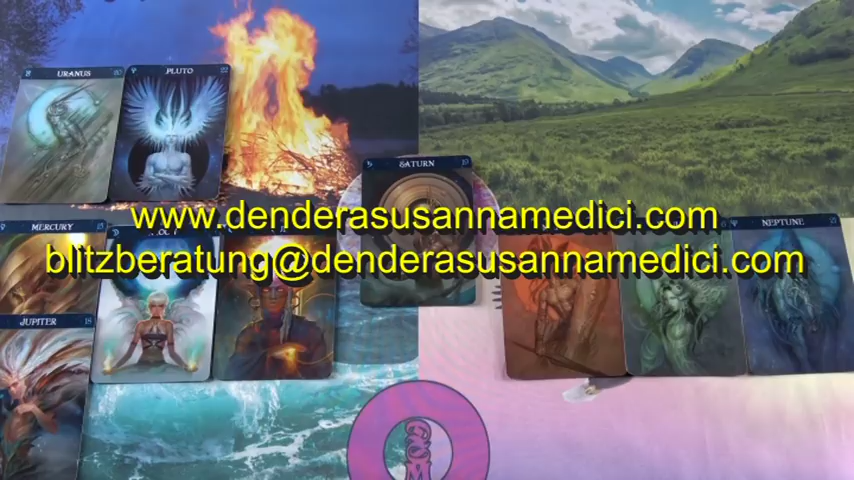 URANUS
PLUTO
SATURN
www.denderasusannamedici.com
MERCURY
NEPTUNE
blitzberatung@denderasusannamedici.com
JUPITER